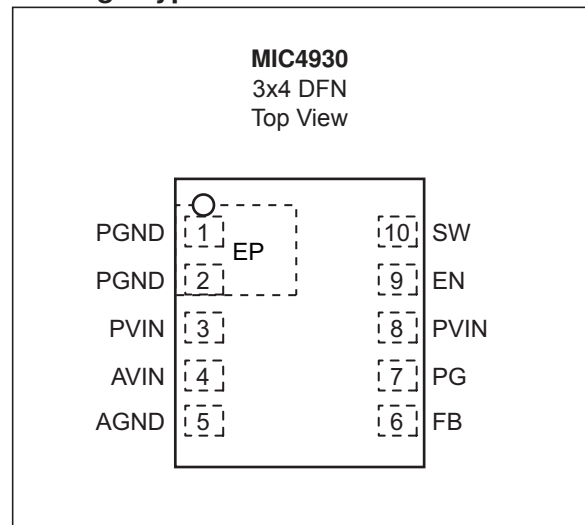 MIC4930
3x4 DFN
Top View
PGND 1 EP 10 SW
PGND 2 9 EN
PVIN 3 8 PVIN
AVIN 4 7 PG
AGND 5 6 FB